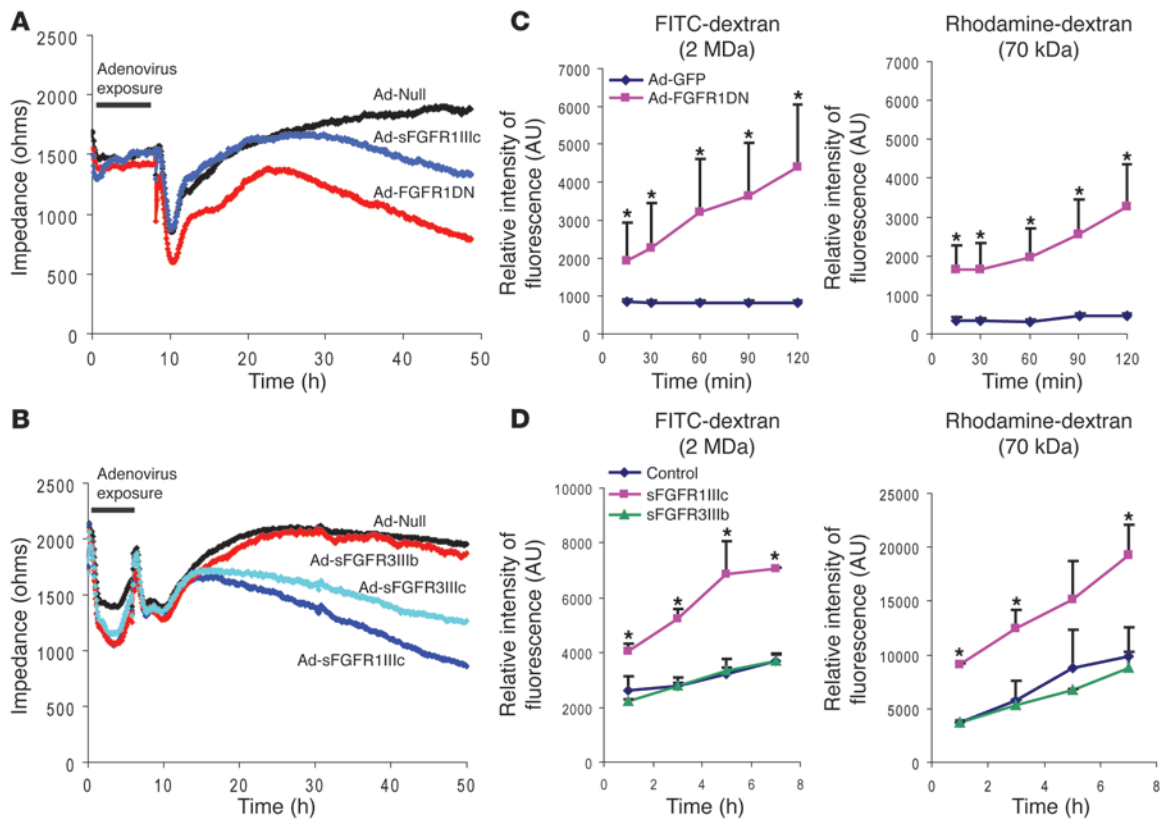 A
2500
2000
1500
1000
500
0
Impedance (ohms)
Adenovirus
exposure
Ad-Null
Ad-sFGFR1IIIc
Ad-FGFR1DN
0
10
20
30
40
50
Time (h)
C
FITC-dextran
(2 MDa)
7000
6000
5000
4000
3000
2000
1000
0
Relative intensity of
fluorescence (AU)
Ad-GFP
Ad-FGFR1DN
* * * * *
0
30
60
90
120
Time (min)
Rhodamine-dextran
(70 kDa)
7000
6000
5000
4000
3000
2000
1000
0
Relative intensity of
fluorescence (AU)
* * * * *
0
30
60
90
120
Time (min)
B
2500
2000
1500
1000
500
0
Impedance (ohms)
Adenovirus
exposure
Ad-Null
Ad-sFGFR3IIIb
Ad-sFGFR3IIIc
Ad-sFGFR1IIIc
0
10
20
30
40
50
Time (h)
D
FITC-dextran
(2 MDa)
10000
8000
6000
4000
2000
0
Relative intensity of
fluorescence (AU)
Control
sFGFR1IIIc
sFGFR3IIIb
* * * *
0
2
4
6
8
Time (h)
Rhodamine-dextran
(70 kDa)
25000
20000
15000
10000
5000
0
Relative intensity of
fluorescence (AU)
* * *
0
2
4
6
8
Time (h)